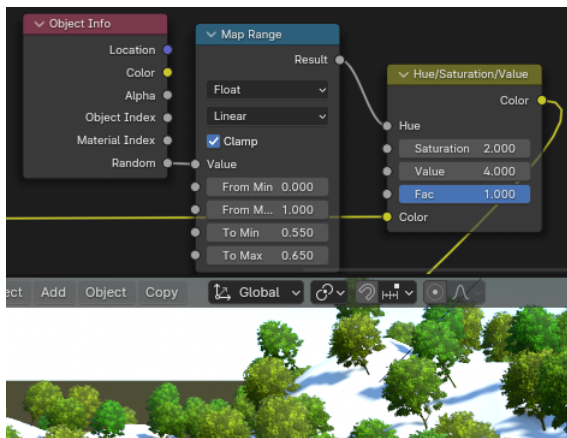 Object Info
Location
Color
Alpha
Object Index
Material Index
Random
Map Range
Result
Float
Linear
Clamp
Value
From Min 0.000
From M... 1.000
To Min 0.550
To Max 0.650
Hue/Saturation/Value
Color
Hue
Saturation 2.000
Value 4.000
Fac 1.000
Color
ect Add Object Copy Global